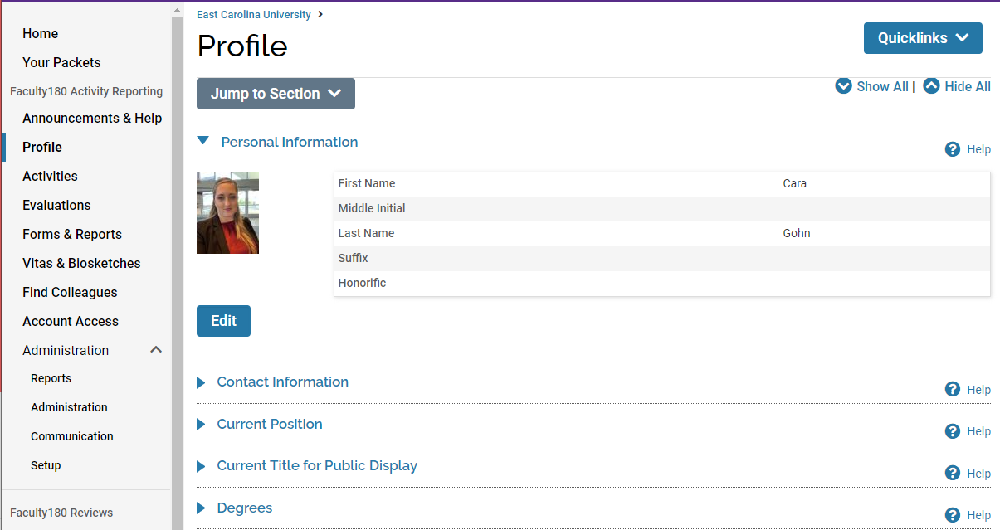 Home
Your Packets
Faculty180 Activity Reporting
Announcements & Help
Profile
Activities
Evaluations
Forms & Reports
Vitas & Biosketches
Find Colleagues
Account Access
Administration
Reports
Administration
Communication
Setup
Faculty180 Reviews
East Carolina University
Profile
Quicklinks
Jump to Section
Show All | Hide All
Personal Information
Help
First Name Cara
Middle Initial
Last Name Gohn
Suffix
Honorific
Edit
Contact Information
Help
Current Position
Help
Current Title for Public Display
Help
Degrees
Help